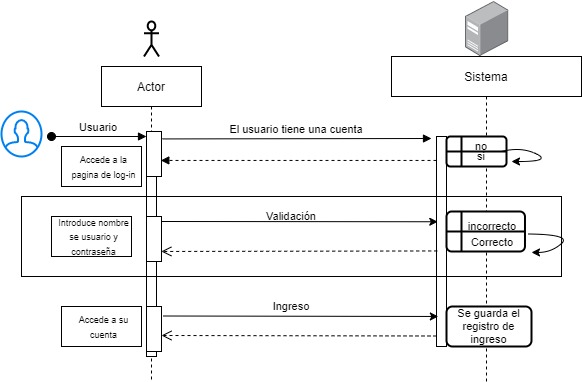 Actor
Sistema
Usuario
El usuario tiene una cuenta
no
si
Accede a la
pagina de log-in
Validación
Introduce nombre
se usuario y
contraseña
incorrecto
Correcto
Ingreso
Accede a su
cuenta
Se guarda el
registro de
ingreso